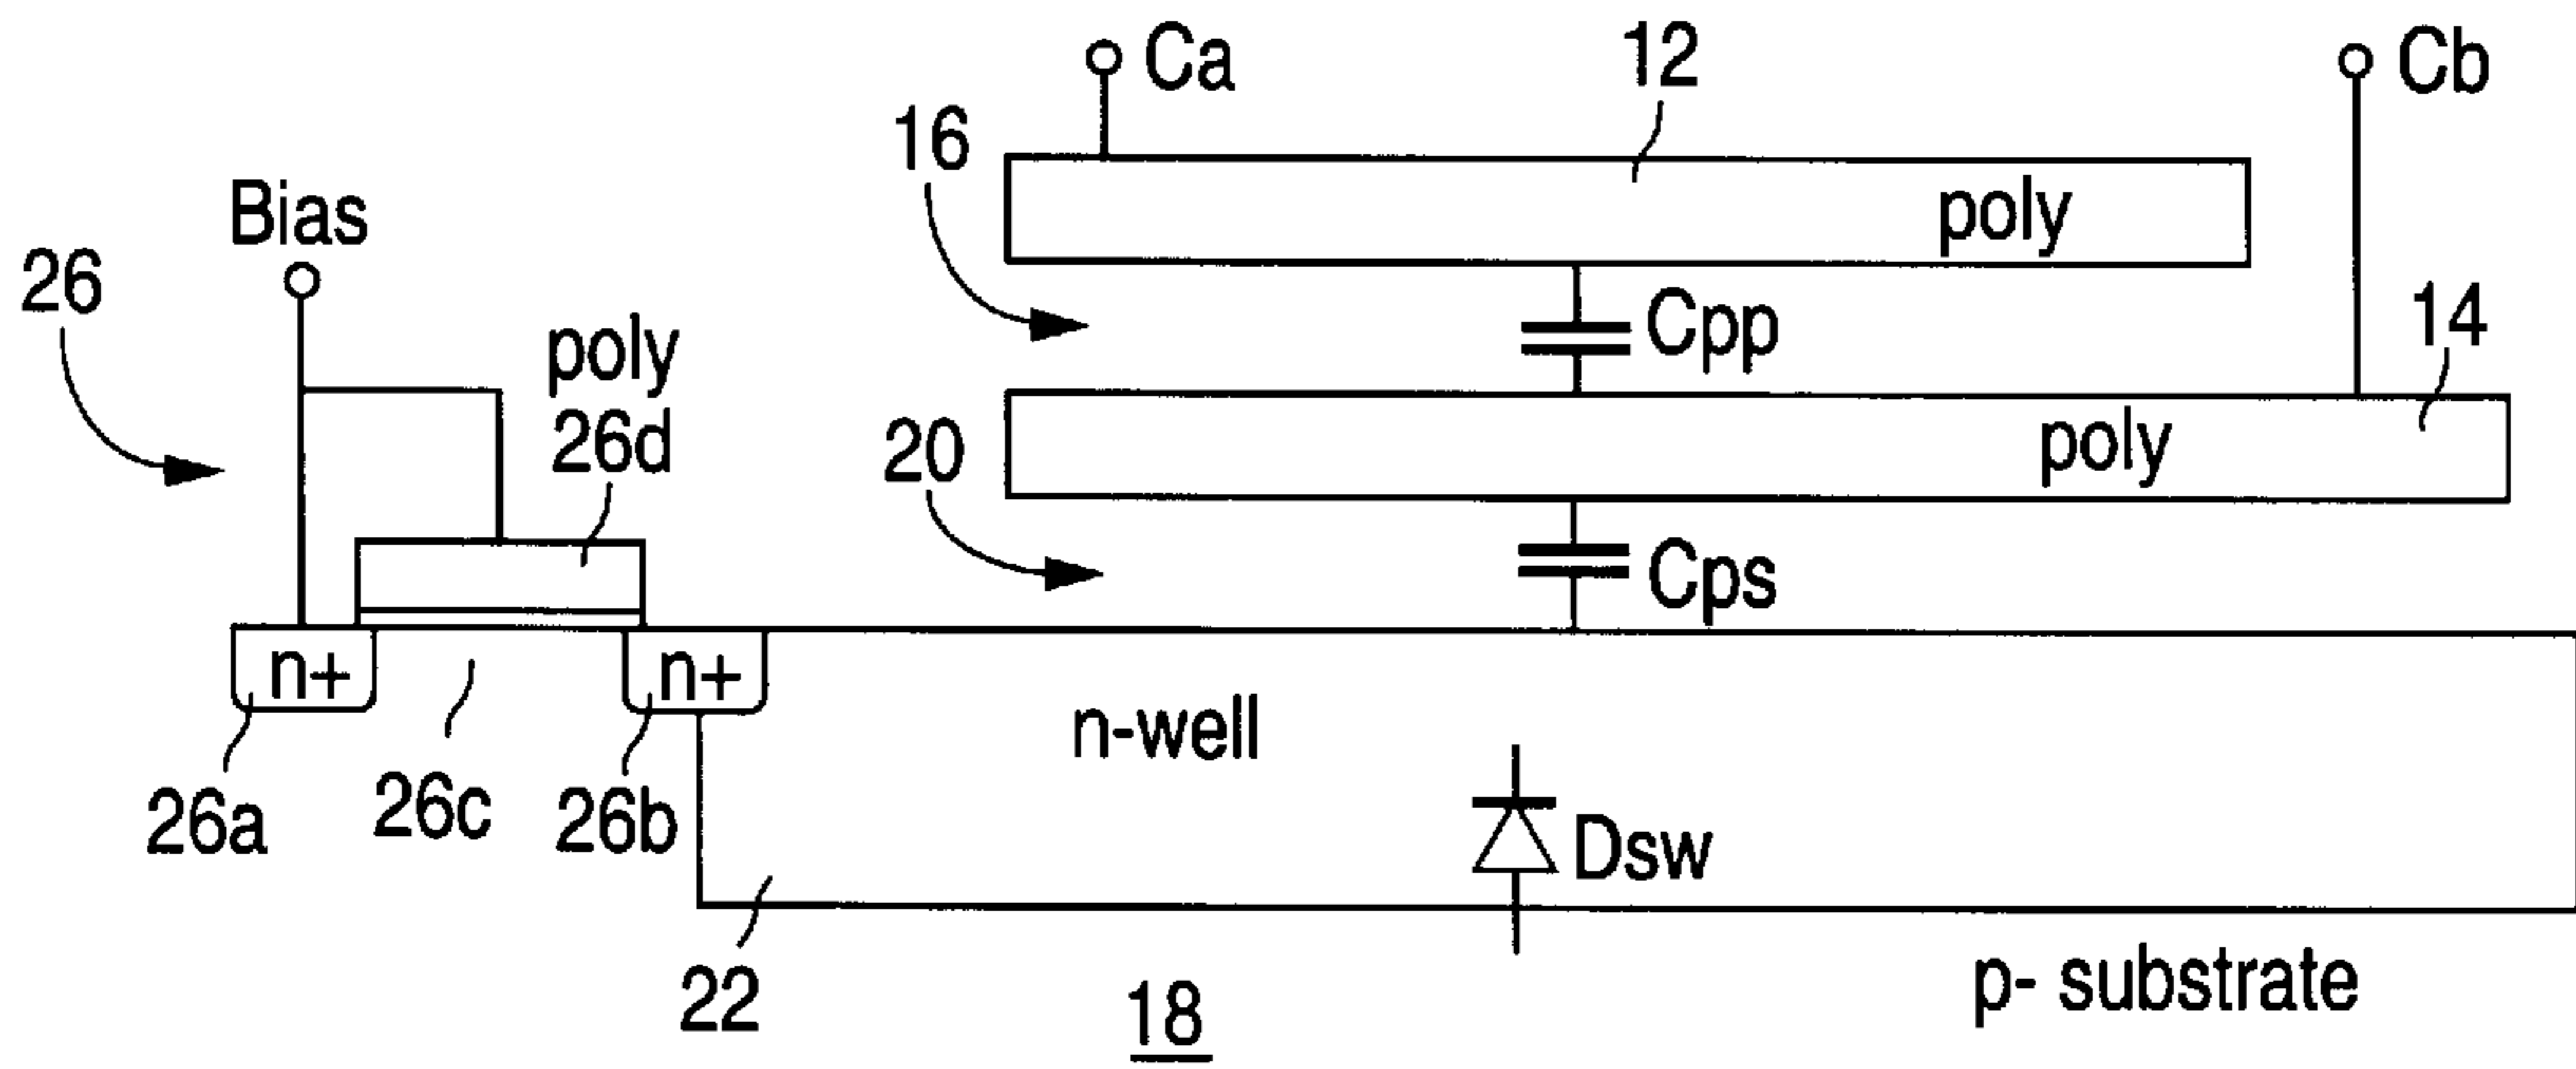 Ca
12
Cb
16
poly
Bias
26
Cpp
14
poly
26d
20
poly
Cps
n+
n+
n-well
26a
26c
26b
Dsw
22
18
p- substrate